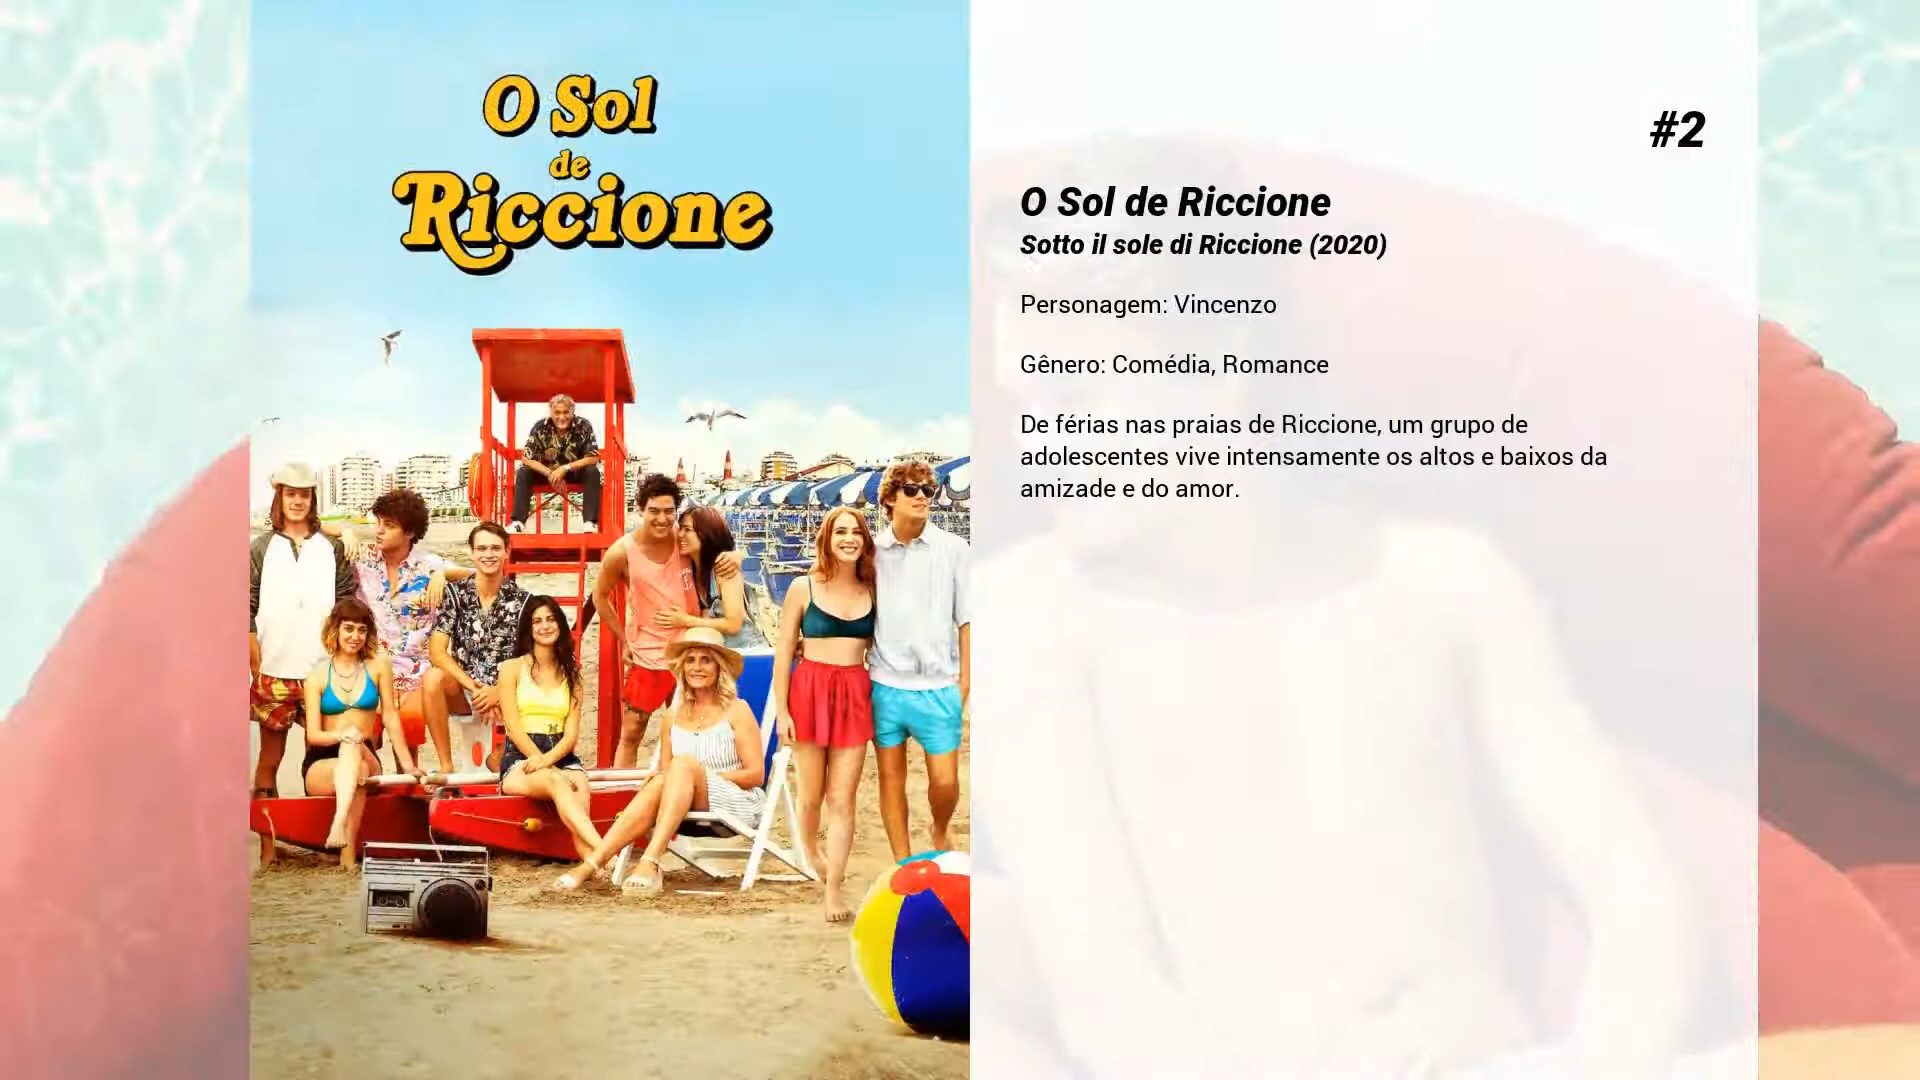 O Sol
de
Riccione
#2
O Sol de Riccione
Sotto il sole di Riccione (2020)
Personagem: Vincenzo
Gênero: Comédia, Romance
De férias nas praias de Riccione, um grupo de
adolescentes vive intensamente os altos e baixos da
amizade e do amor.